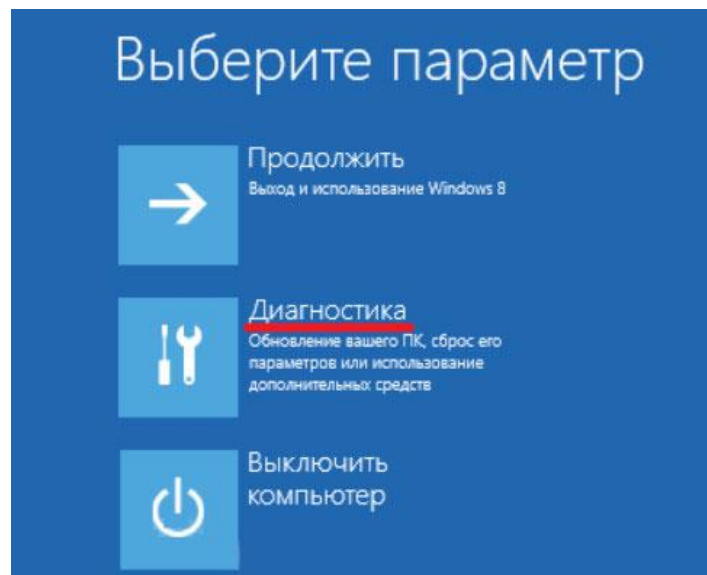 Выберите параметр
Продолжить
Выход и использование Windows 8
Диагностика
Обновление вашего ПК, сброс его
параметров или использование
дополнительных средств
Выключить
компьютер